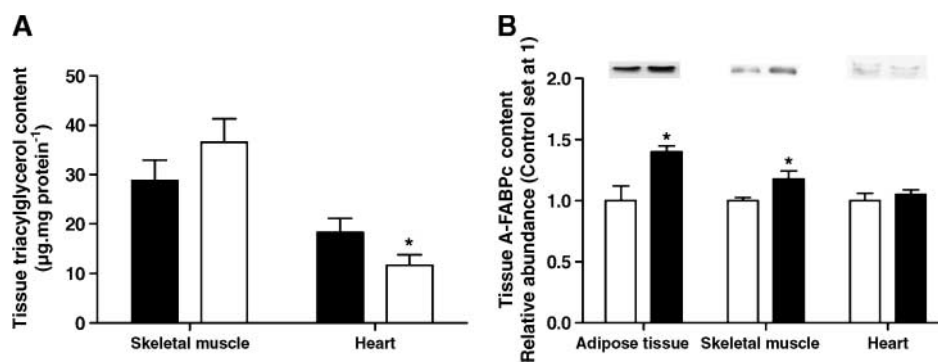 A
Tissue triacylglycerol content
(µg.mg protein-1)
50
40
30
20
10
0
*
Skeletal muscle
Heart
B
Tissue A-FABPc content
Relative abundance (Control set at 1)
2.0
1.5
1.0
0.5
0.0
*
*
Adipose tissue
Skeletal muscle
Heart